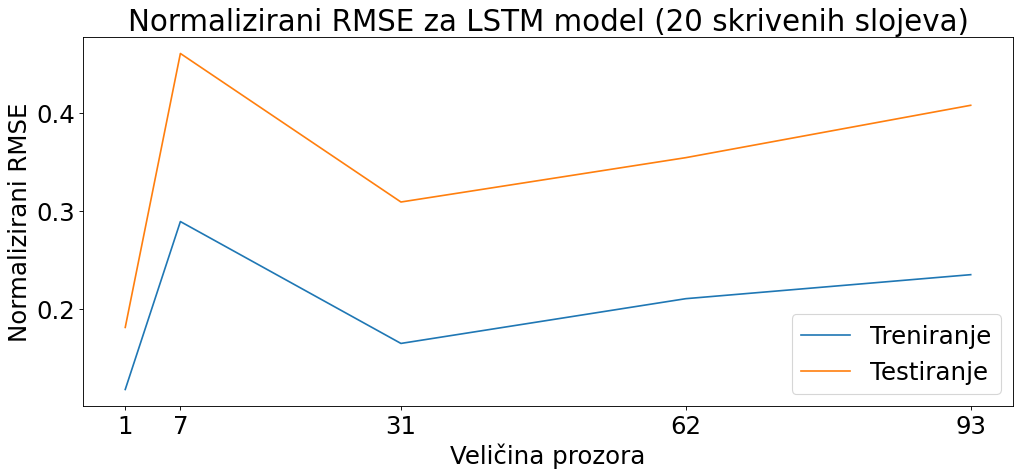 Normalizirani RMSE za LSTM model (20 skrivenih slojeva)
Normalizirani RMSE
0.4
0.3
0.2
Treniranje
Testiranje
1 7 31 62 93
Veličina prozora